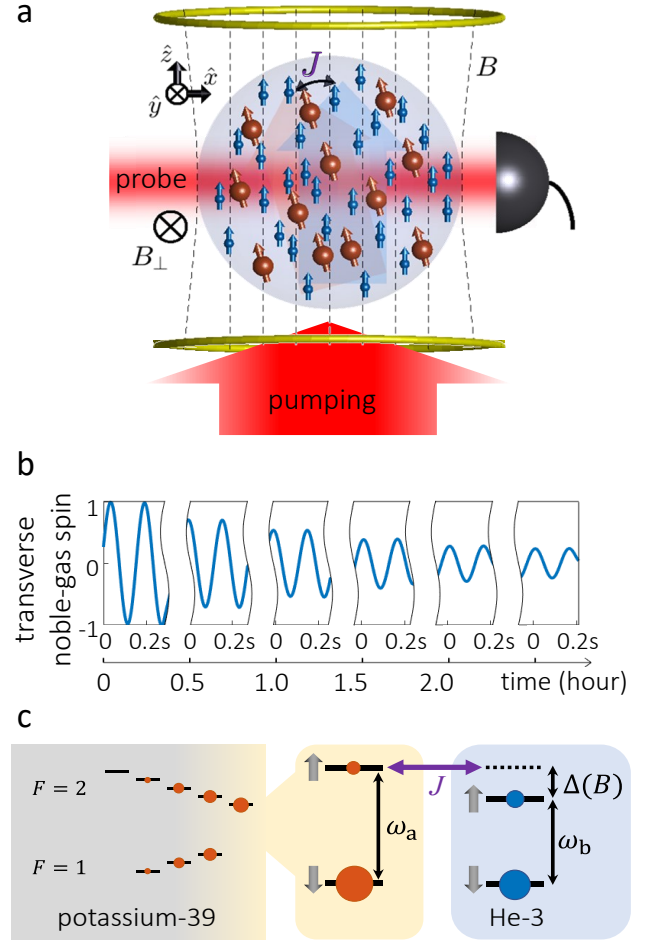 a
ẑ
x̂
ŷ
J
B
probe
B⊥
pumping
b
transverse
noble-gas spin
1
0
-1
0 0.2s 0 0.2s 0 0.2s 0 0.2s 0 0.2s 0 0.2s
0 0.5 1.0 1.5 2.0 time (hour)
c
F = 2
F = 1
J
Δ(B)
ωa
ωb
potassium-39
He-3